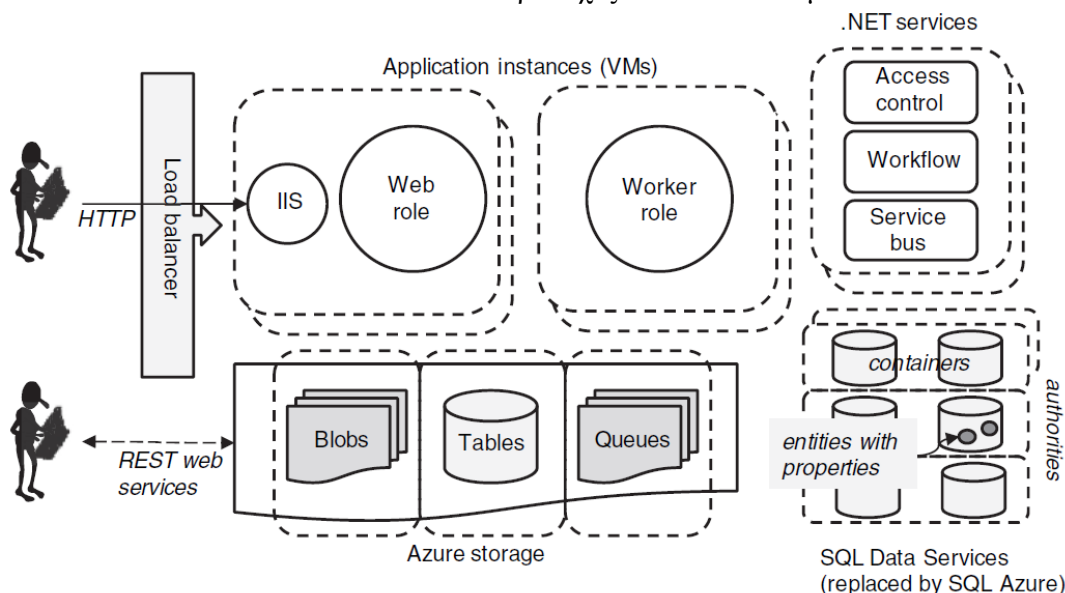 .NET services
Application instances (VMs)
Access
control
Workflow
Service
bus
Load balancer
HTTP
IIS
Web
role
Worker
role
containers
authorities
entities with
properties
REST web
services
Blobs
Tables
Queues
Azure storage
SQL Data Services
(replaced by SQL Azure)